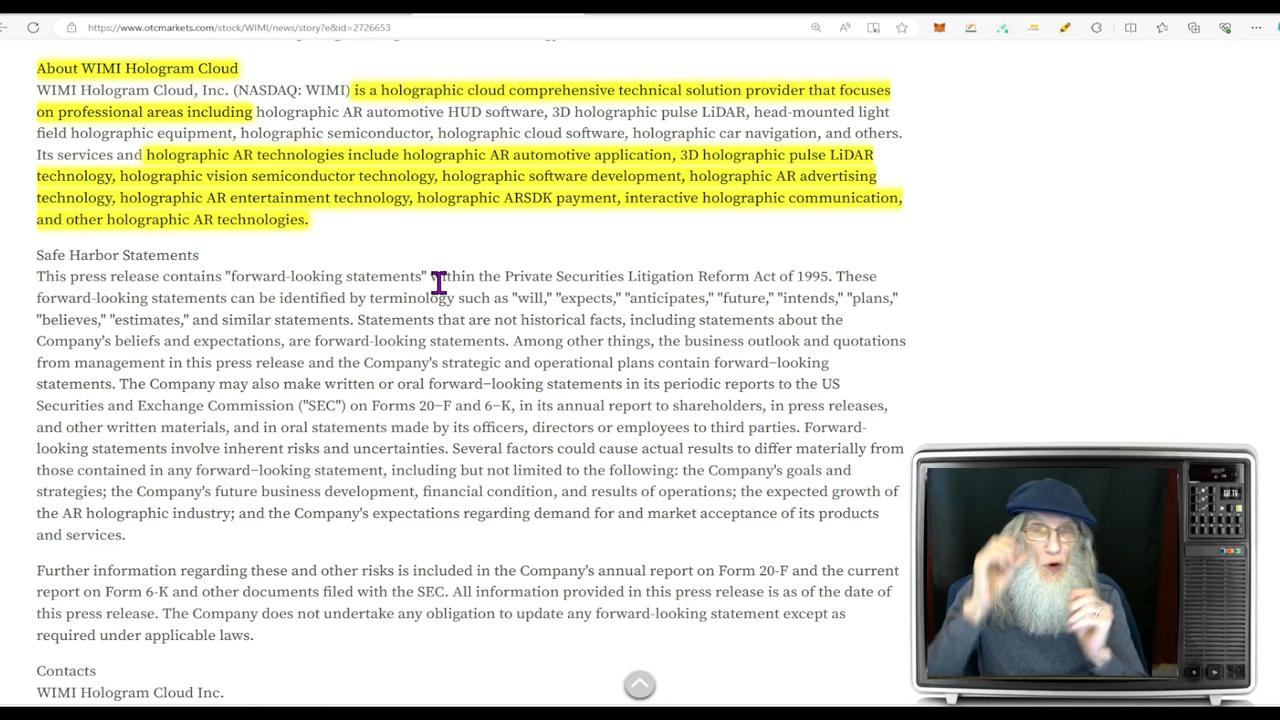 https://www.otcmarkets.com/stock/WIMI/news/story?e&id=2726653
About WIMI Hologram Cloud
WIMI Hologram Cloud, Inc. (NASDAQ: WIMI) is a holographic cloud comprehensive technical solution provider that focuses
on professional areas including holographic AR automotive HUD software, 3D holographic pulse LiDAR, head-mounted light
field holographic equipment, holographic semiconductor, holographic cloud software, holographic car navigation, and others.
Its services and holographic AR technologies include holographic AR automotive application, 3D holographic pulse LiDAR
technology, holographic vision semiconductor technology, holographic software development, holographic AR advertising
technology, holographic AR entertainment technology, holographic ARSDK payment, interactive holographic communication,
and other holographic AR technologies.
Safe Harbor Statements
This press release contains "forward-looking statements" within the Private Securities Litigation Reform Act of 1995. These
forward-looking statements can be identified by terminology such as "will," "expects," "anticipates," "future," "intends," "plans,"
"believes," "estimates," and similar statements. Statements that are not historical facts, including statements about the
Company's beliefs and expectations, are forward-looking statements. Among other things, the business outlook and quotations
from management in this press release and the Company's strategic and operational plans contain forward−looking
statements. The Company may also make written or oral forward−looking statements in its periodic reports to the US
Securities and Exchange Commission ("SEC") on Forms 20−F and 6−K, in its annual report to shareholders, in press releases,
and other written materials, and in oral statements made by its officers, directors or employees to third parties. Forward-
looking statements involve inherent risks and uncertainties. Several factors could cause actual results to differ materially from
those contained in any forward-looking statement, including but not limited to the following: the Company's goals and
strategies; the Company's future business development, financial condition, and results of operations; the expected growth of
the AR holographic industry; and the Company's expectations regarding demand for and market acceptance of its products
and services.
Further information regarding these and other risks is included in the Company's annual report on Form 20-F and the current
report on Form 6-K and other documents filed with the SEC. All information provided in this press release is as of the date of
this press release. The Company does not undertake any obligation to update any forward-looking statement except as
required under applicable laws.
Contacts
WIMI Hologram Cloud Inc.
GIF.TV